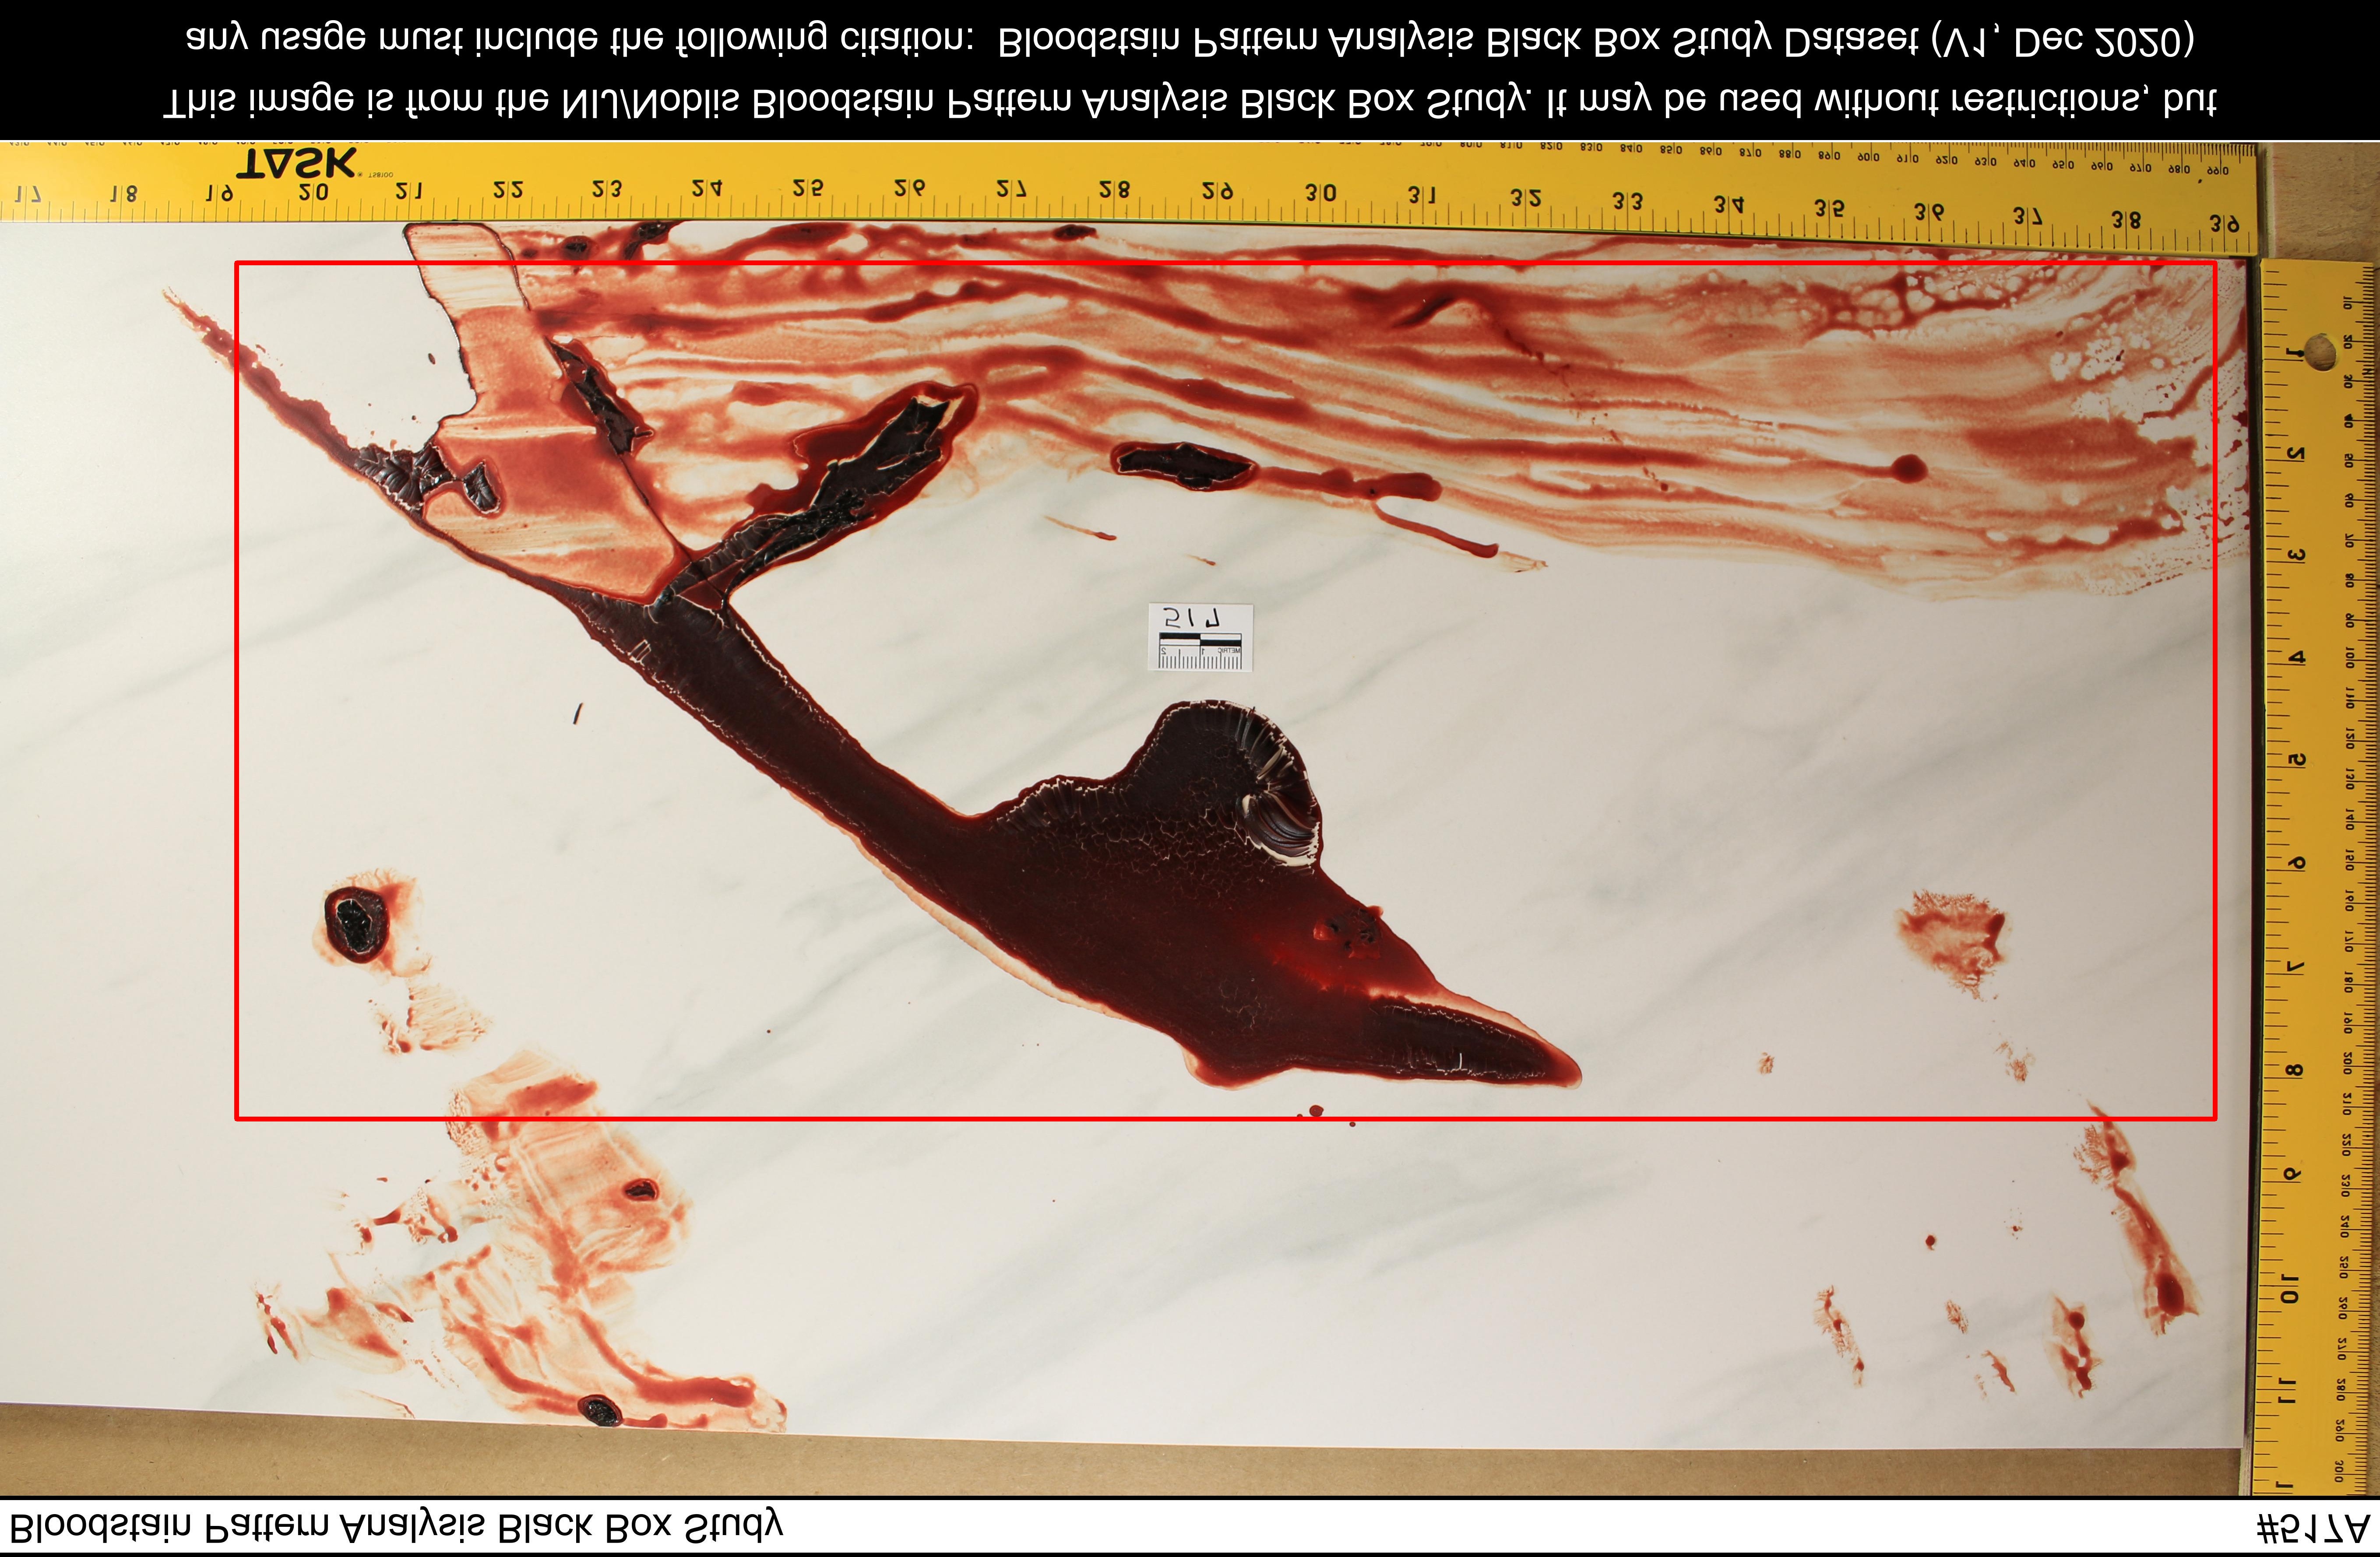 Bloodstain Pattern Analysis Black Box Study
#517A
517
METRIC
1 2
11
10
9
8
7
6
5
4
3
2
1
17 18 19 20 21 22 23 24 25 26 27 28 29 30 31 32 33 34 35 36 37 38 39
TASK
This image is from the NIJ/Noblis Bloodstain Pattern Analysis Black Box Study. It may be used without restrictions, but
any usage must include the following citation: Bloodstain Pattern Analysis Black Box Study Dataset (V1, Dec 2020)